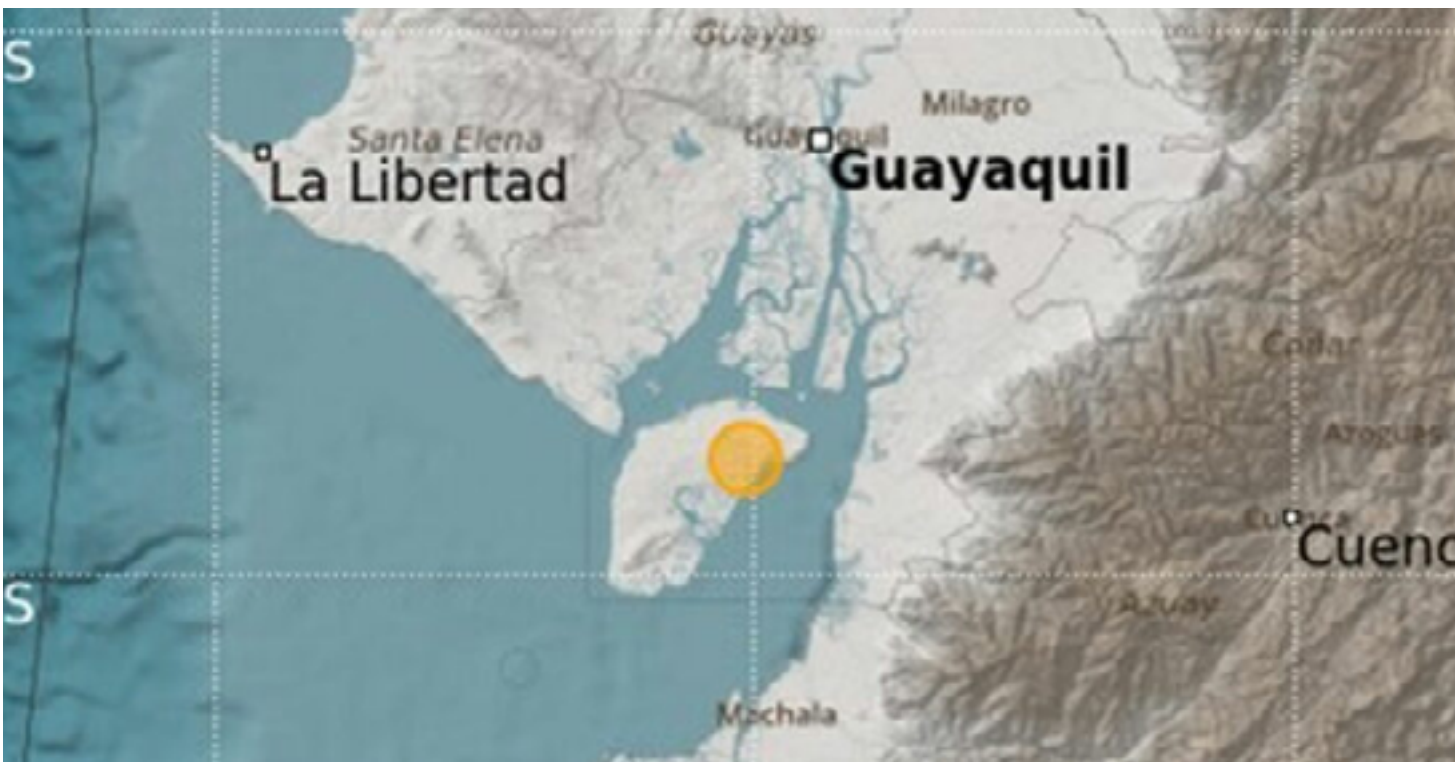 Guayas
S
Milagro
Santa Elena
Guayaquil
La Libertad
Guayaquil
Cañar
Azogues
Cuenca
Cuenc
S
Azuay
Machala